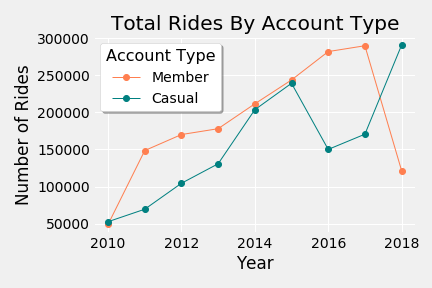 Total Rides By Account Type
300000
250000
200000
150000
100000
50000
Number of Rides
Account Type
Member
Casual
2010 2012 2014 2016 2018
Year